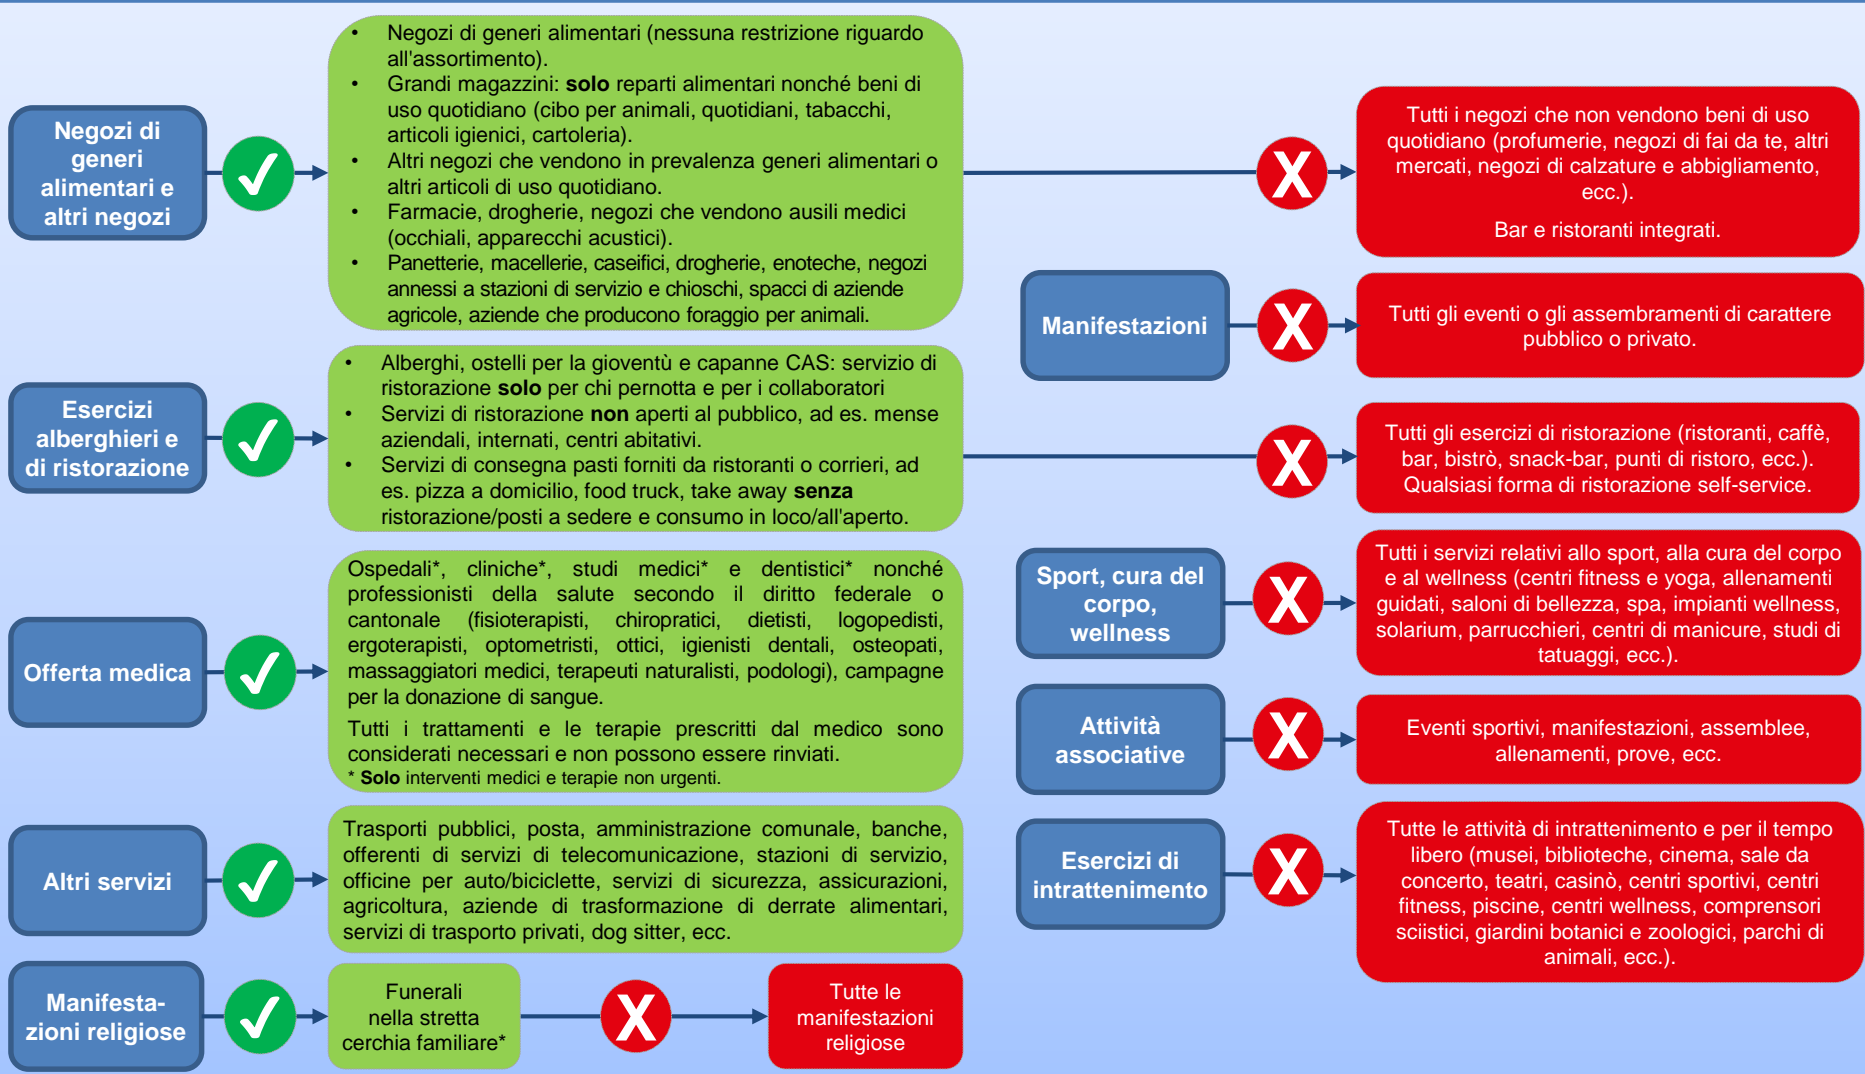 Negozi di
generi
alimentari e
altri negozi
• Negozi di generi alimentari (nessuna restrizione riguardo
all'assortimento).
• Grandi magazzini: solo reparti alimentari nonché beni di
uso quotidiano (cibo per animali, quotidiani, tabacchi,
articoli igienici, cartoleria).
• Altri negozi che vendono in prevalenza generi alimentari o
altri articoli di uso quotidiano.
• Farmacie, drogherie, negozi che vendono ausili medici
(occhiali, apparecchi acustici).
• Panetterie, macellerie, caseifici, drogherie, enoteche, negozi
annessi a stazioni di servizio e chioschi, spacci di aziende
agricole, aziende che producono foraggio per animali.
X
Tutti i negozi che non vendono beni di uso
quotidiano (profumerie, negozi di fai da te, altri
mercati, negozi di calzature e abbigliamento,
ecc.).
Bar e ristoranti integrati.
Manifestazioni
X
Tutti gli eventi o gli assembramenti di carattere
pubblico o privato.
Esercizi
alberghieri e
di ristorazione
• Alberghi, ostelli per la gioventù e capanne CAS: servizio di
ristorazione solo per chi pernotta e per i collaboratori
• Servizi di ristorazione non aperti al pubblico, ad es. mense
aziendali, internati, centri abitativi.
• Servizi di consegna pasti forniti da ristoranti o corrieri, ad
es. pizza a domicilio, food truck, take away senza
ristorazione/posti a sedere e consumo in loco/all'aperto.
X
Tutti gli esercizi di ristorazione (ristoranti, caffè,
bar, bistrò, snack-bar, punti di ristoro, ecc.).
Qualsiasi forma di ristorazione self-service.
Sport, cura del
corpo,
wellness
X
Tutti i servizi relativi allo sport, alla cura del corpo
e al wellness (centri fitness e yoga, allenamenti
guidati, saloni di bellezza, spa, impianti wellness,
solarium, parrucchieri, centri di manicure, studi di
tatuaggi, ecc.).
Offerta medica
Ospedali*, cliniche*, studi medici* e dentistici* nonché
professionisti della salute secondo il diritto federale o
cantonale (fisioterapisti, chiropratici, dietisti, logopedisti,
ergoterapisti, optometristi, ottici, igienisti dentali, osteopati,
massaggiatori medici, terapeuti naturalisti, podologi), campagne
per la donazione di sangue.
Tutti i trattamenti e le terapie prescritti dal medico sono
considerati necessari e non possono essere rinviati.
* Solo interventi medici e terapie non urgenti.
Attività
associative
X
Eventi sportivi, manifestazioni, assemblee,
allenamenti, prove, ecc.
Altri servizi
Trasporti pubblici, posta, amministrazione comunale, banche,
offerenti di servizi di telecomunicazione, stazioni di servizio,
officine per auto/biciclette, servizi di sicurezza, assicurazioni,
agricoltura, aziende di trasformazione di derrate alimentari,
servizi di trasporto privati, dog sitter, ecc.
Esercizi di
intrattenimento
X
Tutte le attività di intrattenimento e per il tempo
libero (musei, biblioteche, cinema, sale da
concerto, teatri, casinò, centri sportivi, centri
fitness, piscine, centri wellness, comprensori
sciistici, giardini botanici e zoologici, parchi di
animali, ecc.).
Manifesta-
zioni religiose
Funerali
nella stretta
cerchia familiare*
X
Tutte le
manifestazioni
religiose